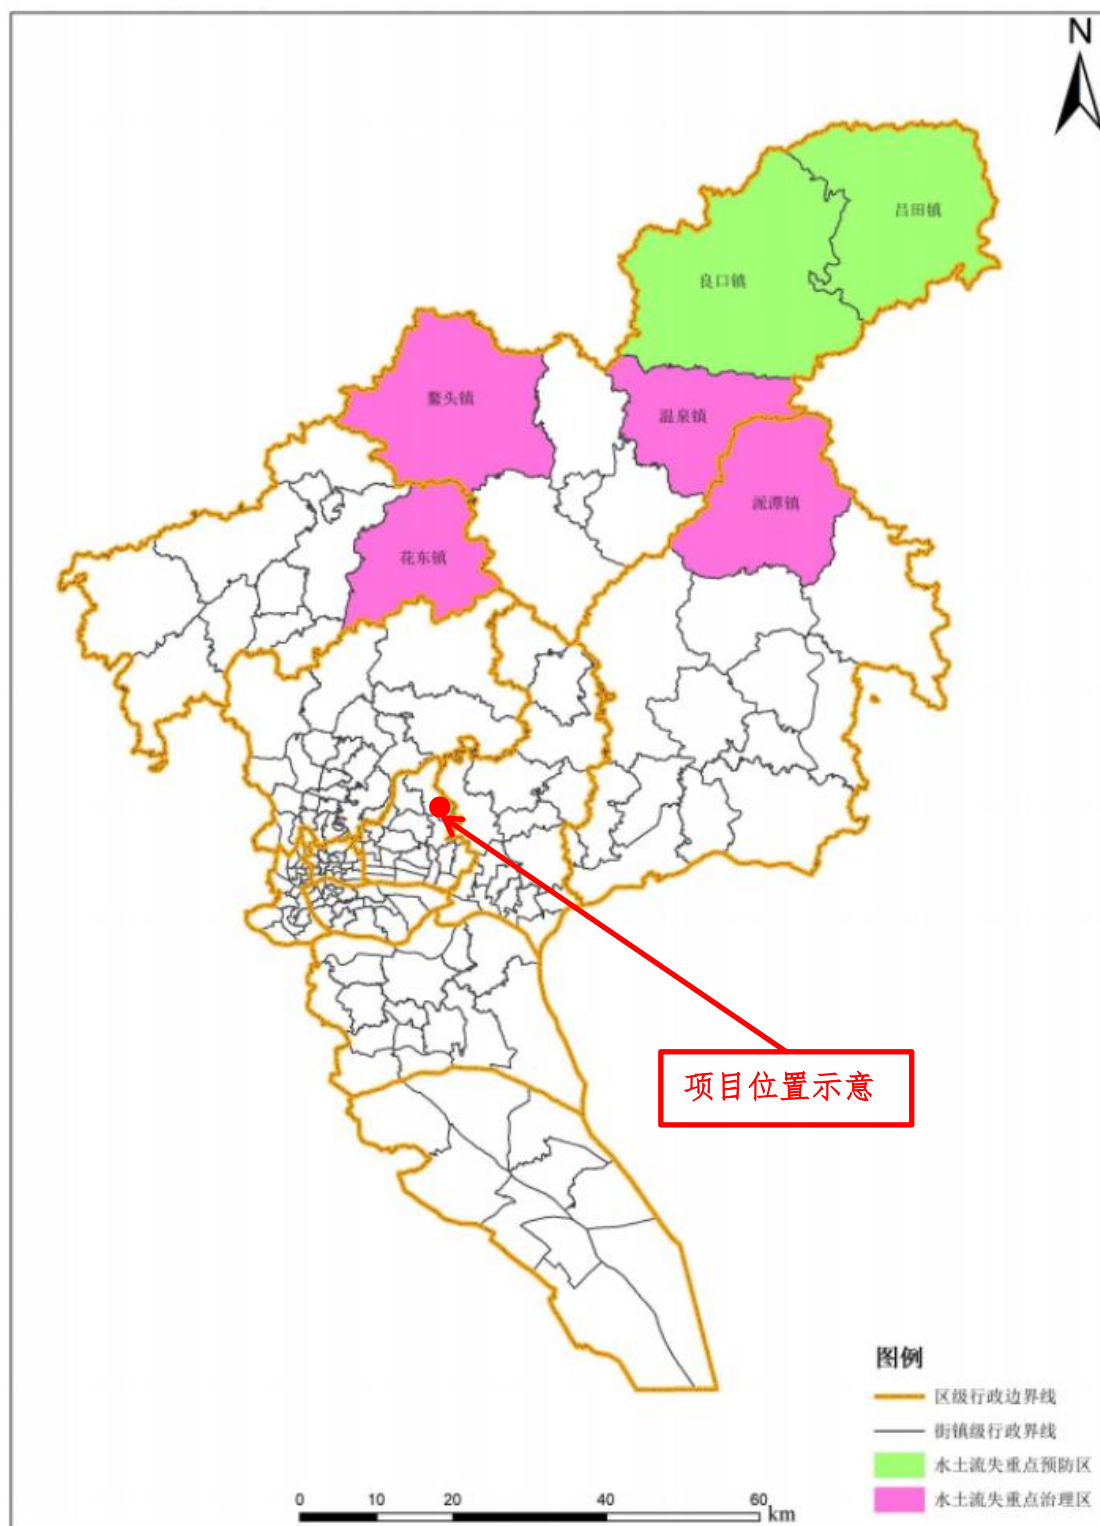 N
吕田镇
良口镇
鳌头镇
温泉镇
派潭镇
花东镇
项目位置示意
图例
区级行政边界线
街镇级行政界线
水土流失重点预防区
水土流失重点治理区
0 10 20 40 60
km